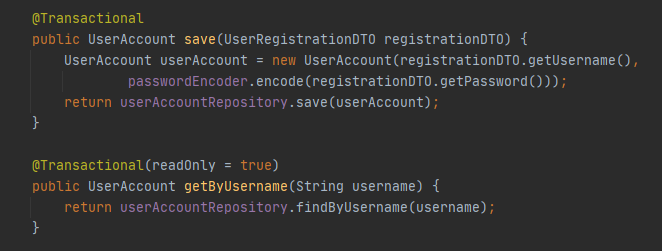 @Transactional
public UserAccount save(UserRegistrationDTO registrationDTO) {
    UserAccount userAccount = new UserAccount(registrationDTO.getUsername(),
            passwordEncoder.encode(registrationDTO.getPassword()));
    return userAccountRepository.save(userAccount);
}

@Transactional(readOnly = true)
public UserAccount getByUsername(String username) {
    return userAccountRepository.findByUsername(username);
}